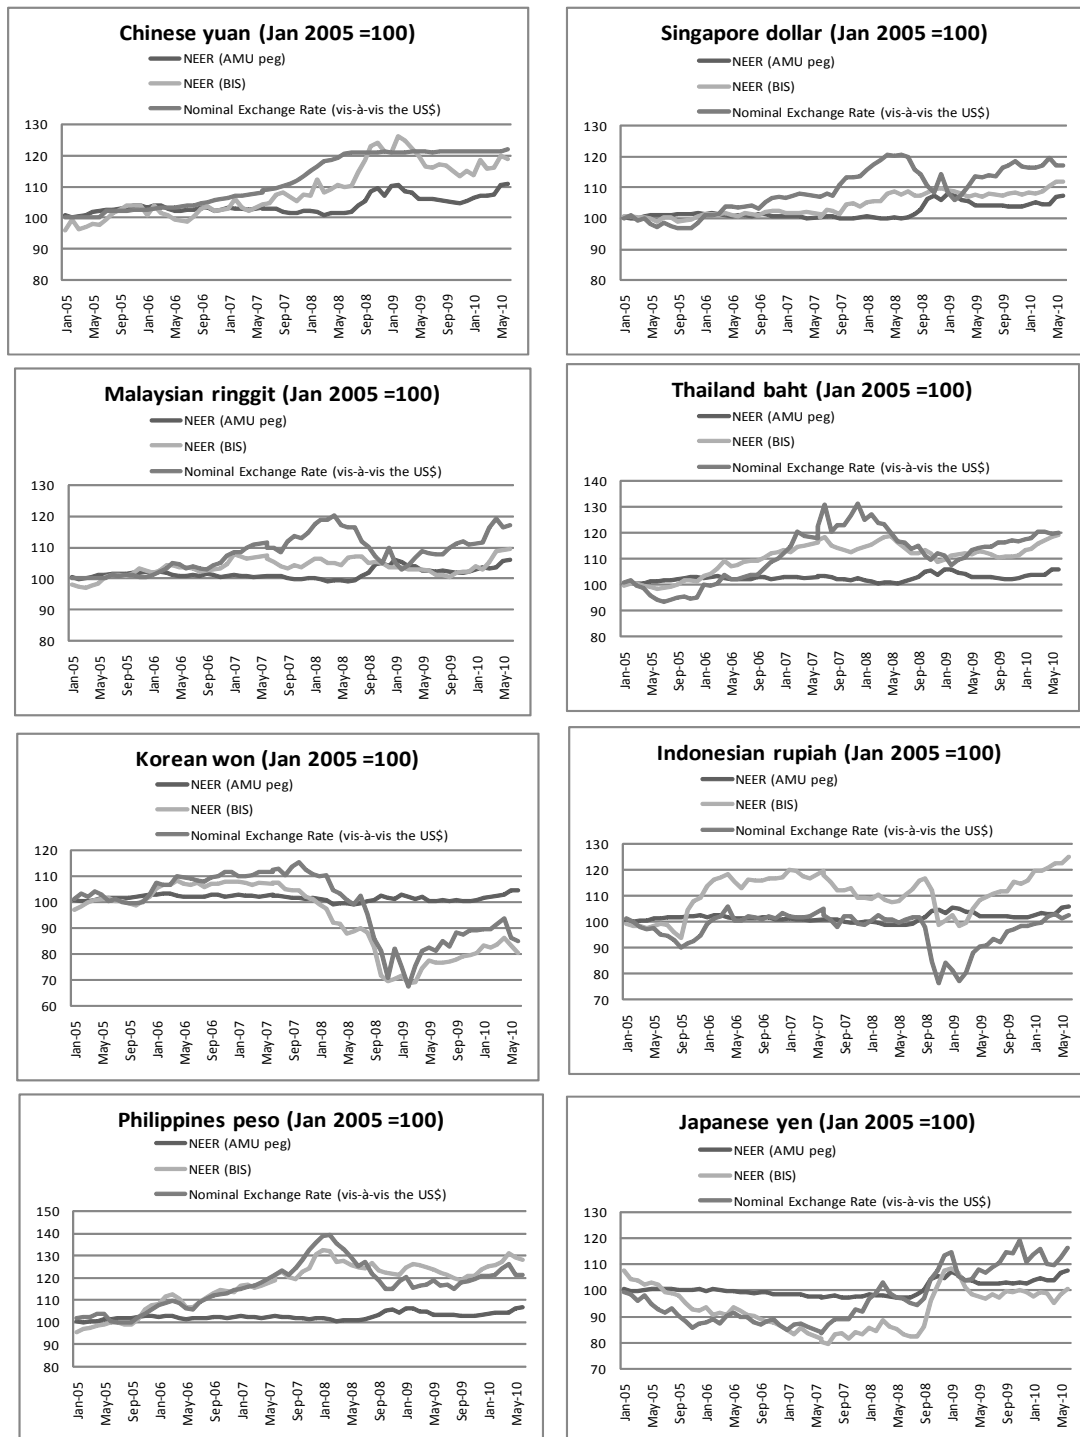 Chinese yuan (Jan 2005 =100)
NEER (AMU peg)
NEER (BIS)
Nominal Exchange Rate (vis-à-vis the US$)
130
120
110
100
90
80
Jan-05
May-05
Sep-05
Jan-06
May-06
Sep-06
Jan-07
May-07
Sep-07
Jan-08
May-08
Sep-08
Jan-09
May-09
Sep-09
Jan-10
May-10
Singapore dollar (Jan 2005 =100)
NEER (AMU peg)
NEER (BIS)
Nominal Exchange Rate (vis-à-vis the US$)
130
120
110
100
90
80
Jan-05
May-05
Sep-05
Jan-06
May-06
Sep-06
Jan-07
May-07
Sep-07
Jan-08
May-08
Sep-08
Jan-09
May-09
Sep-09
Jan-10
May-10
Malaysian ringgit (Jan 2005 =100)
NEER (AMU peg)
NEER (BIS)
Nominal Exchange Rate (vis-à-vis the US$)
130
120
110
100
90
80
Jan-05
May-05
Sep-05
Jan-06
May-06
Sep-06
Jan-07
May-07
Sep-07
Jan-08
May-08
Sep-08
Jan-09
May-09
Sep-09
Jan-10
May-10
Thailand baht (Jan 2005 =100)
NEER (AMU peg)
NEER (BIS)
Nominal Exchange Rate (vis-à-vis the US$)
140
130
120
110
100
90
80
Jan-05
May-05
Sep-05
Jan-06
May-06
Sep-06
Jan-07
May-07
Sep-07
Jan-08
May-08
Sep-08
Jan-09
May-09
Sep-09
Jan-10
May-10
Korean won (Jan 2005 =100)
NEER (AMU peg)
NEER (BIS)
Nominal Exchange Rate (vis-à-vis the US$)
120
110
100
90
80
70
60
Jan-05
May-05
Sep-05
Jan-06
May-06
Sep-06
Jan-07
May-07
Sep-07
Jan-08
May-08
Sep-08
Jan-09
May-09
Sep-09
Jan-10
May-10
Indonesian rupiah (Jan 2005 =100)
NEER (AMU peg)
NEER (BIS)
Nominal Exchange Rate (vis-à-vis the US$)
130
120
110
100
90
80
70
Jan-05
May-05
Sep-05
Jan-06
May-06
Sep-06
Jan-07
May-07
Sep-07
Jan-08
May-08
Sep-08
Jan-09
May-09
Sep-09
Jan-10
May-10
Philippines peso (Jan 2005 =100)
NEER (AMU peg)
NEER (BIS)
Nominal Exchange Rate (vis-à-vis the US$)
150
140
130
120
110
100
90
80
Jan-05
May-05
Sep-05
Jan-06
May-06
Sep-06
Jan-07
May-07
Sep-07
Jan-08
May-08
Sep-08
Jan-09
May-09
Sep-09
Jan-10
May-10
Japanese yen (Jan 2005 =100)
NEER (AMU peg)
NEER (BIS)
Nominal Exchange Rate (vis-à-vis the US$)
130
120
110
100
90
80
70
Jan-05
May-05
Sep-05
Jan-06
May-06
Sep-06
Jan-07
May-07
Sep-07
Jan-08
May-08
Sep-08
Jan-09
May-09
Sep-09
Jan-10
May-10